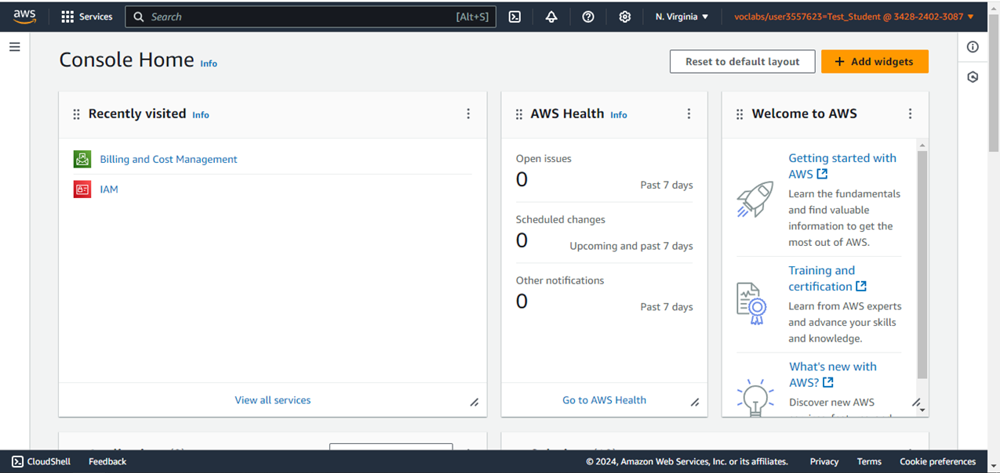 aws
Services
Search [Alt+S]
N. Virginia
voclabs/user3557623=Test_Student @ 3428-2402-3087
Console Home Info
Reset to default layout
+ Add widgets
Recently visited Info
Billing and Cost Management
IAM
View all services
AWS Health Info
Open issues
0
Past 7 days
Scheduled changes
0
Upcoming and past 7 days
Other notifications
0
Past 7 days
Go to AWS Health
Welcome to AWS
Getting started with
AWS
Learn the fundamentals
and find valuable
information to get the
most out of AWS.
Training and
certification
Learn from AWS experts
and advance your skills
and knowledge.
What's new with
AWS?
Discover new AWS
CloudShell
Feedback
© 2024, Amazon Web Services, Inc. or its affiliates.
Privacy
Terms
Cookie preferences